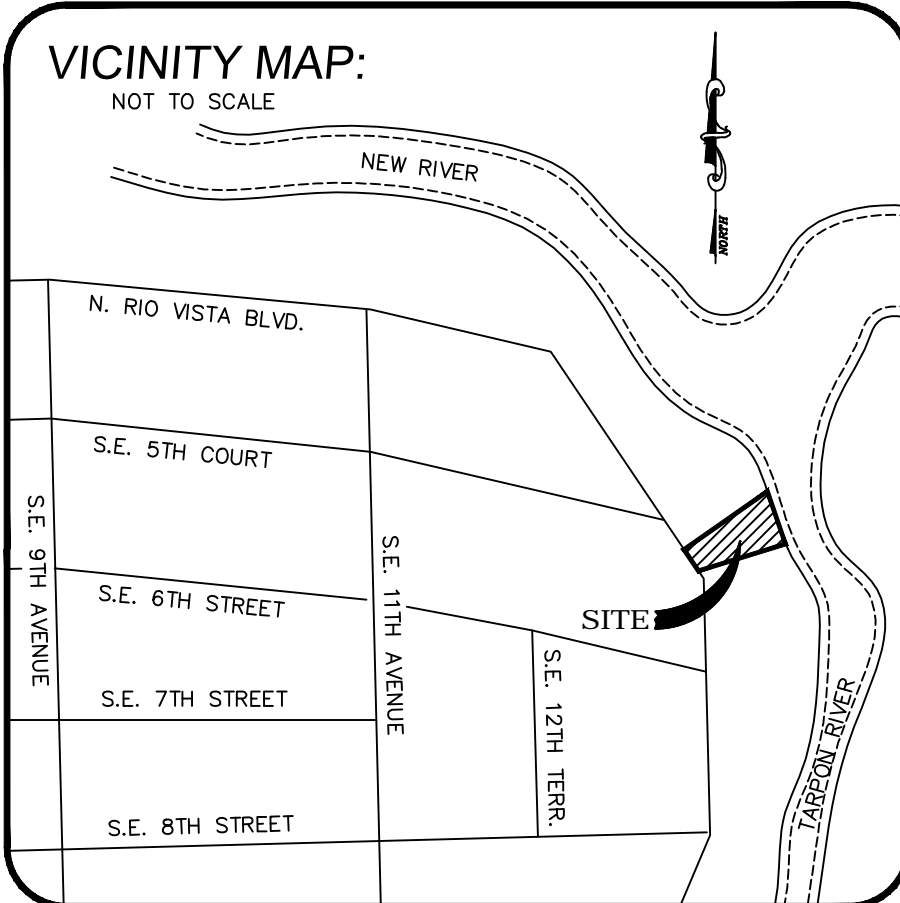 VICINITY MAP:
NOT TO SCALE
NEW RIVER
NORTH
N. RIO VISTA BLVD.
S.E. 5TH COURT
S.E. 9TH AVENUE
S.E. 11TH AVENUE
S.E. 6TH STREET
SITE
S.E. 12TH TERR.
S.E. 7TH STREET
TARPON RIVER
S.E. 8TH STREET